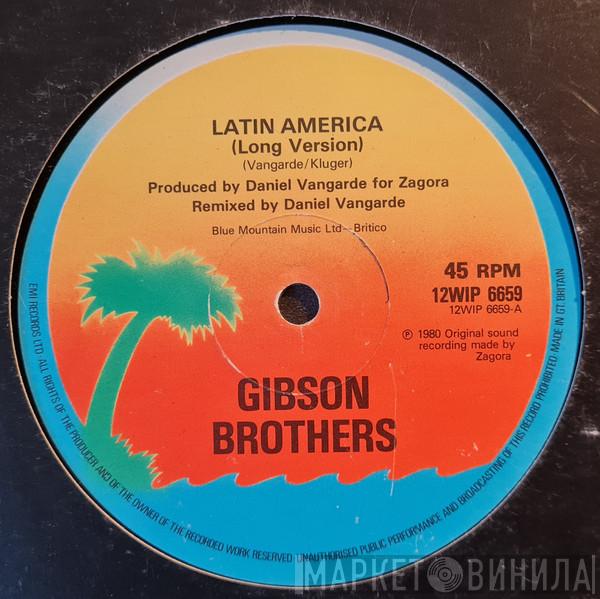 LATIN AMERICA
(Long Version)
(Vangarde/Kluger)
Produced by Daniel Vangarde for Zagora
Remixed by Daniel Vangarde
Blue Mountain Music Ltd - Britico
45 RPM
12WIP 6659
12WIP 6659-A
℗ 1980 Original sound
recording made by
Zagora
GIBSON
BROTHERS
EMI RECORDS LTD. ALL RIGHTS OF THE PRODUCER AND OF THE OWNER OF THE RECORDED WORK RESERVED. UNAUTHORISED PUBLIC PERFORMANCE AND BROADCASTING OF THIS RECORD PROHIBITED. MADE IN GT. BRITAIN
МАРКЕТ ВИНИЛА